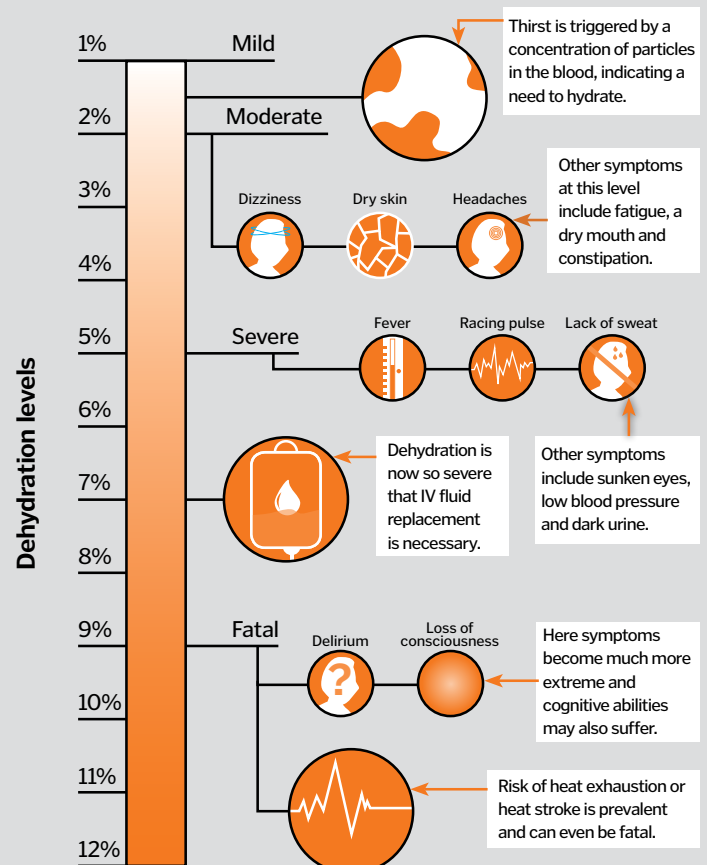 1%
Mild
Thirst is triggered by a
concentration of particles
in the blood, indicating a
need to hydrate.
2%
Moderate
3%
Dizziness
Dry skin
Headaches
Other symptoms
at this level
include fatigue, a
dry mouth and
constipation.
4%
5%
Severe
Fever
Racing pulse
Lack of sweat
Dehydration levels
6%
7%
Dehydration is
now so severe
that IV fluid
replacement
is necessary.
Other symptoms
include sunken eyes,
low blood pressure
and dark urine.
8%
9%
Fatal
Delirium
?
Loss of
consciousness
Here symptoms
become much more
extreme and
cognitive abilities
may also suffer.
10%
11%
Risk of heat exhaustion or
heat stroke is prevalent
and can even be fatal.
12%